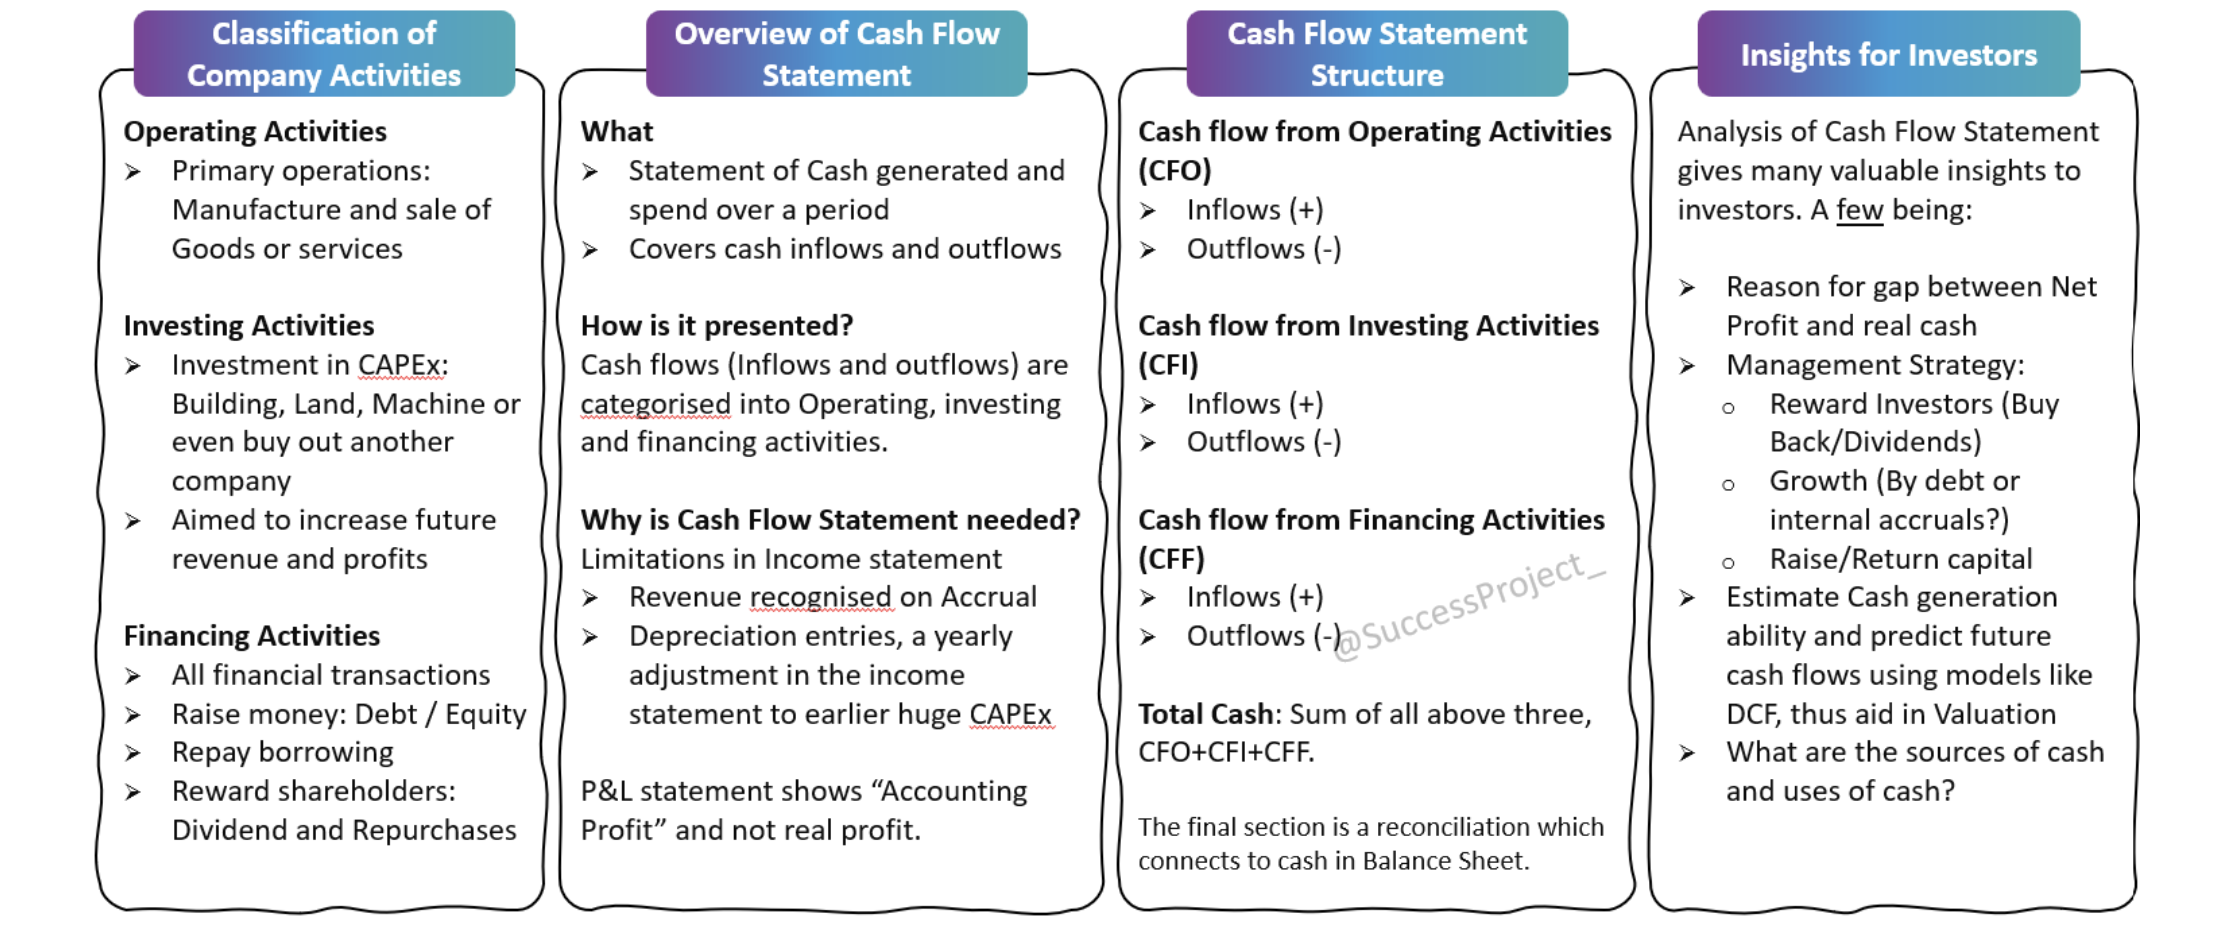 Classification of
Company Activities
Operating Activities
➢ Primary operations:
Manufacture and sale of
Goods or services
Investing Activities
➢ Investment in CAPEx:
Building, Land, Machine or
even buy out another
company
➢ Aimed to increase future
revenue and profits
Financing Activities
➢ All financial transactions
➢ Raise money: Debt / Equity
➢ Repay borrowing
➢ Reward shareholders:
Dividend and Repurchases
Overview of Cash Flow
Statement
What
➢ Statement of Cash generated and
spend over a period
➢ Covers cash inflows and outflows
How is it presented?
Cash flows (Inflows and outflows) are
categorised into Operating, investing
and financing activities.
Why is Cash Flow Statement needed?
Limitations in Income statement
➢ Revenue recognised on Accrual
➢ Depreciation entries, a yearly
adjustment in the income
statement to earlier huge CAPEx
P&L statement shows “Accounting
Profit” and not real profit.
Cash Flow Statement
Structure
Cash flow from Operating Activities
(CFO)
➢ Inflows (+)
➢ Outflows (-)
Cash flow from Investing Activities
(CFI)
➢ Inflows (+)
➢ Outflows (-)
Cash flow from Financing Activities
(CFF)
➢ Inflows (+)
➢ Outflows (-)
@SuccessProject_
Total Cash: Sum of all above three,
CFO+CFI+CFF.
The final section is a reconciliation which
connects to cash in Balance Sheet.
Insights for Investors
Analysis of Cash Flow Statement
gives many valuable insights to
investors. A few being:
➢ Reason for gap between Net
Profit and real cash
➢ Management Strategy:
o Reward Investors (Buy
Back/Dividends)
o Growth (By debt or
internal accruals?)
o Raise/Return capital
➢ Estimate Cash generation
ability and predict future
cash flows using models like
DCF, thus aid in Valuation
➢ What are the sources of cash
and uses of cash?